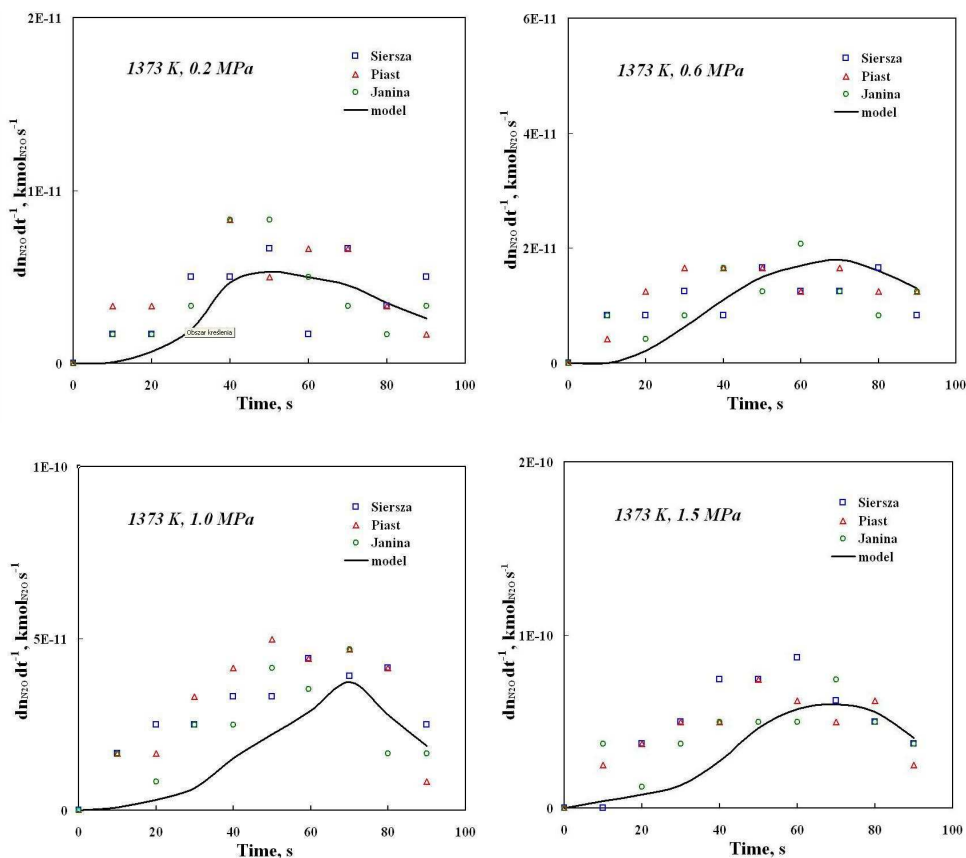 2E-11
1373 K, 0.2 MPa
Siersza
Piast
Janina
model
1E-11
dnN2O dt-1, kmolN2O s-1
Obszar kreślenia
0
0 20 40 60 80 100
Time, s
6E-11
1373 K, 0.6 MPa
Siersza
Piast
Janina
model
4E-11
dnN2O dt-1, kmolN2O s-1
2E-11
0
0 20 40 60 80 100
Time, s
1E-10
1373 K, 1.0 MPa
Siersza
Piast
Janina
model
dnN2O dt-1, kmolN2O s-1
5E-11
0
0 20 40 60 80 100
Time, s
2E-10
1373 K, 1.5 MPa
Siersza
Piast
Janina
model
dnN2O dt-1, kmolN2O s-1
1E-10
0
0 20 40 60 80 100
Time, s